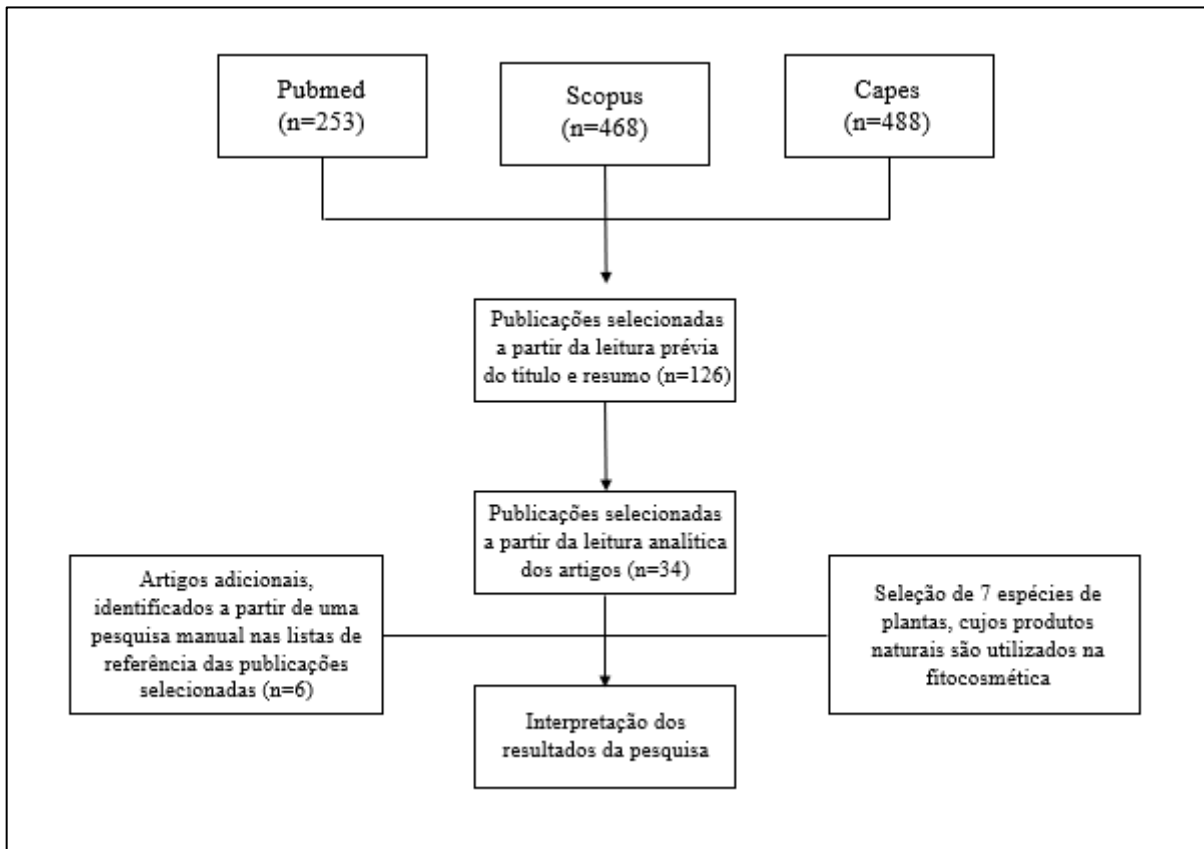 Pubmed
(n=253)
Scopus
(n=468)
Capes
(n=488)
Publicações selecionadas
a partir da leitura prévia
do título e resumo (n=126)
Publicações selecionadas
a partir da leitura analítica
dos artigos (n=34)
Artigos adicionais,
identificados a partir de uma
pesquisa manual nas listas de
referência das publicações
selecionadas (n=6)
Seleção de 7 espécies de
plantas, cujos produtos
naturais são utilizados na
fitocosmética
Interpretação dos
resultados da pesquisa